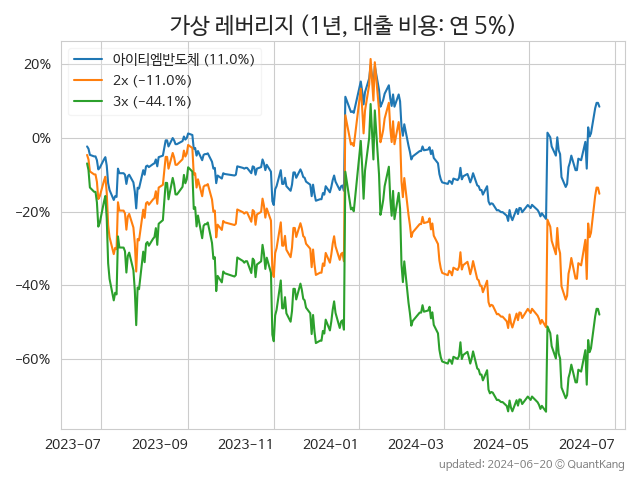 가상 레버리지 (1년, 대출 비용: 연 5%)
아이티엠반도체 (11.0%)
2x (−11.0%)
3x (−44.1%)
20%
0%
−20%
−40%
−60%
2023-07 2023-09 2023-11 2024-01 2024-03 2024-05 2024-07
updated: 2024-06-20 © QuantKang